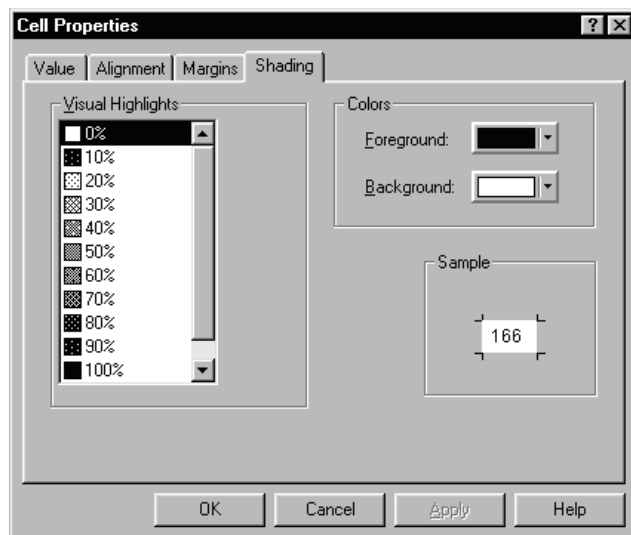 Cell Properties
Value Alignment Margins Shading
Visual Highlights
0%
10%
20%
30%
40%
50%
60%
70%
80%
90%
100%
Colors
Foreground:
Background:
Sample
166
OK Cancel Apply Help